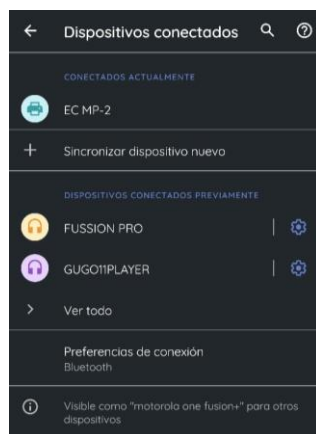 Dispositivos conectados
CONECTADOS ACTUALMENTE
EC MP-2
Sincronizar dispositivo nuevo
DISPOSITIVOS CONECTADOS PREVIAMENTE
FUSSION PRO
GUGO11PLAYER
Ver todo
Preferencias de conexión
Bluetooth
Visible como "motorola one fusion+" para otros
dispositivos